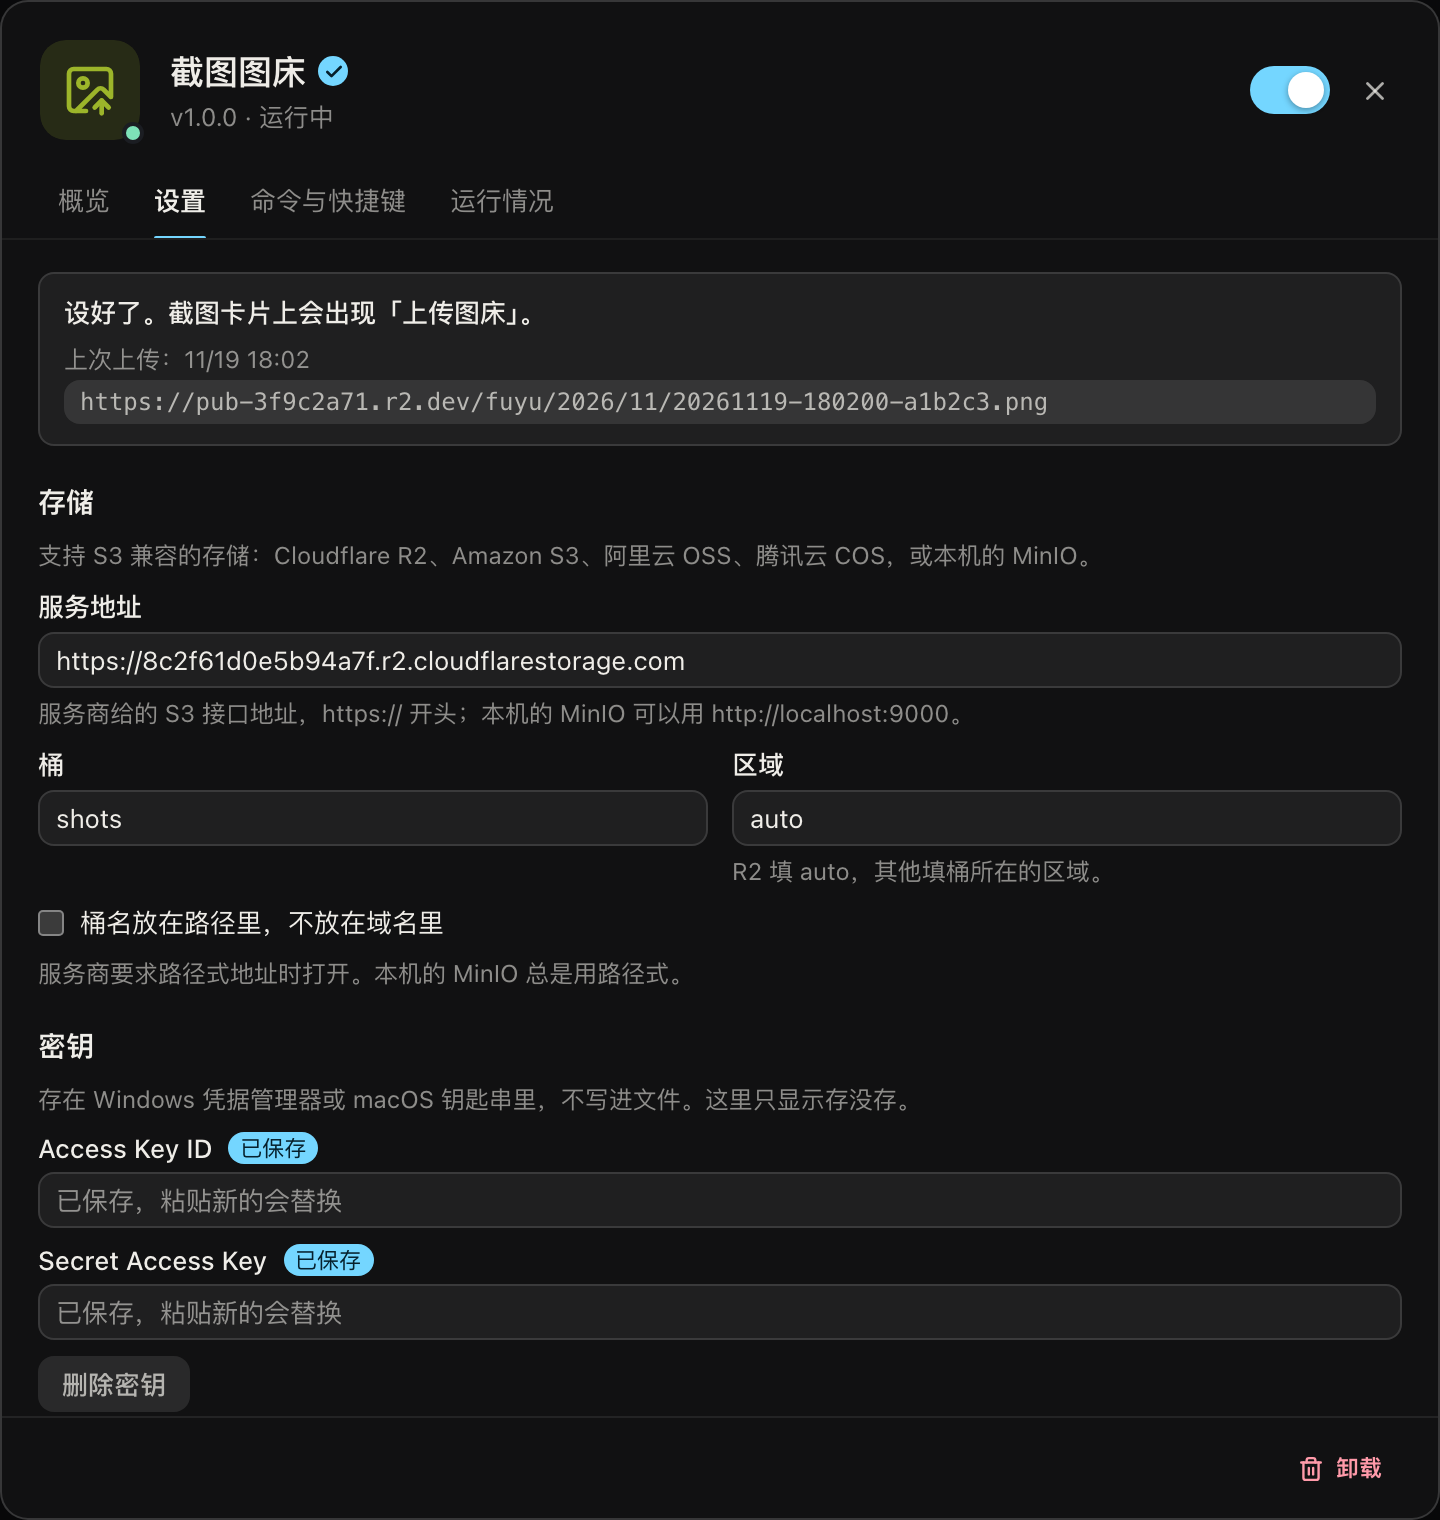 截图图床
v1.0.0 · 运行中
概览
设置
命令与快捷键
运行情况
设好了。截图卡片上会出现「上传图床」。
上次上传：11/19 18:02
https://pub-3f9c2a71.r2.dev/fuyu/2026/11/20261119-180200-a1b2c3.png
存储
支持 S3 兼容的存储：Cloudflare R2、Amazon S3、阿里云 OSS、腾讯云 COS，或本机的 MinIO。
服务地址
https://8c2f61d0e5b94a7f.r2.cloudflarestorage.com
服务商给的 S3 接口地址，https:// 开头；本机的 MinIO 可以用 http://localhost:9000。
桶
shots
区域
auto
R2 填 auto，其他填桶所在的区域。
桶名放在路径里，不放在域名里
服务商要求路径式地址时打开。本机的 MinIO 总是用路径式。
密钥
存在 Windows 凭据管理器或 macOS 钥匙串里，不写进文件。这里只显示存没存。
Access Key ID 已保存
已保存，粘贴新的会替换
Secret Access Key 已保存
已保存，粘贴新的会替换
删除密钥
卸载